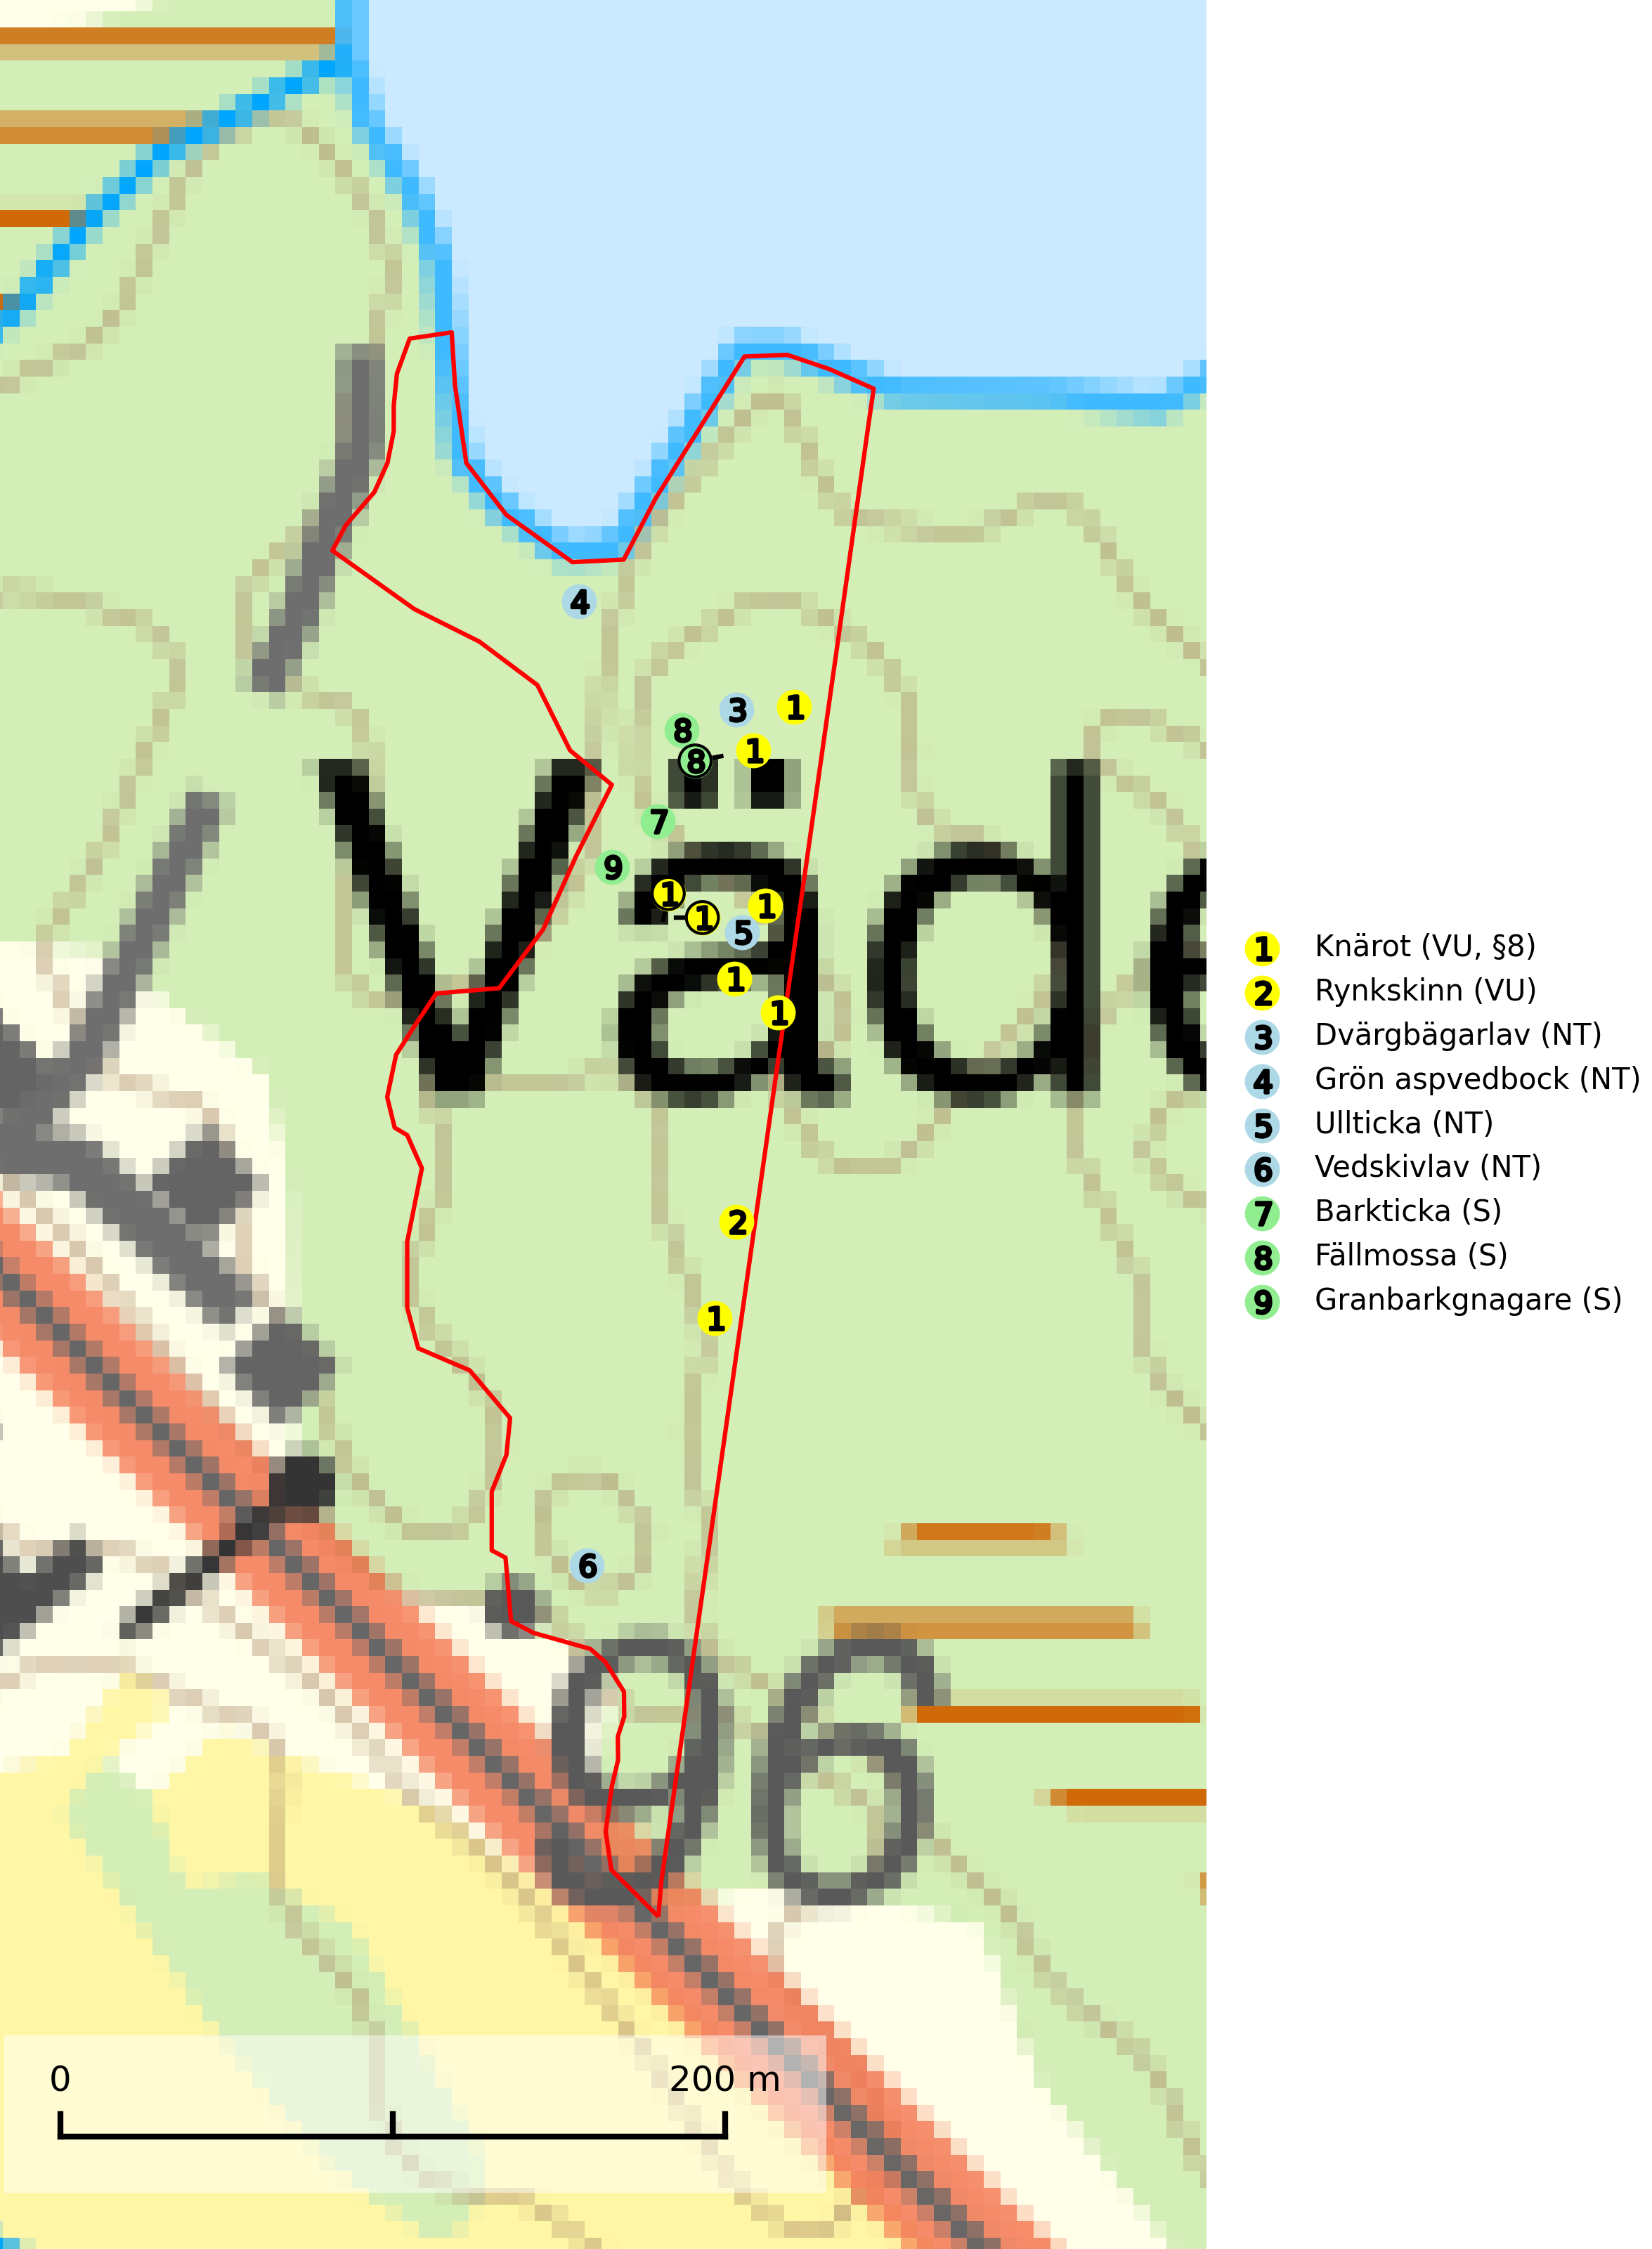 4
3 1
8
1
8
7
9
1
1 1
5
1
1
Väde
2
1
6
96
0 200 m
1 Knärot (VU, §8)
2 Rynkskinn (VU)
3 Dvärgbägarlav (NT)
4 Grön aspvedbock (NT)
5 Ullticka (NT)
6 Vedskivlav (NT)
7 Barkticka (S)
8 Fällmossa (S)
9 Granbarkgnagare (S)